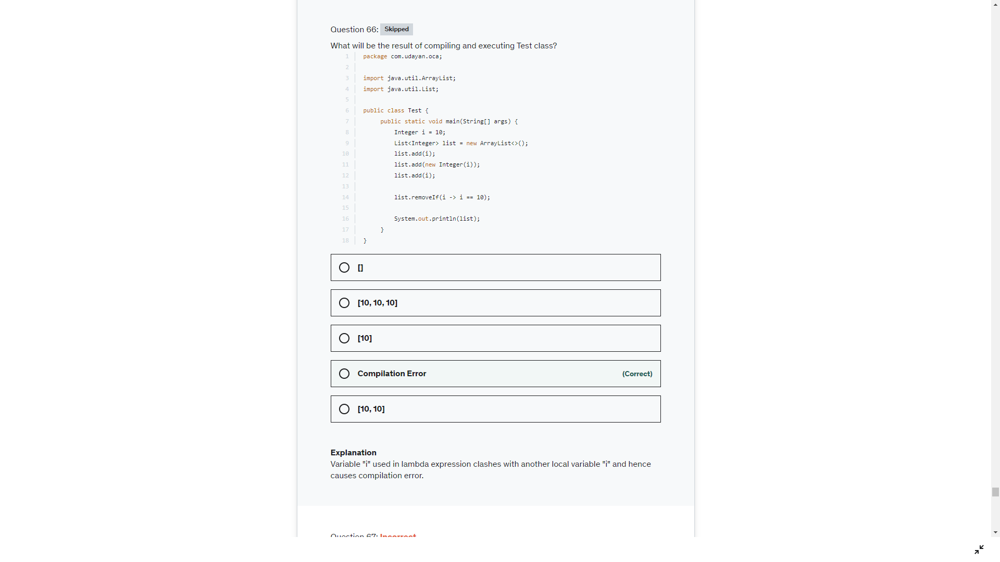 Question 66: Skipped
What will be the result of compiling and executing Test class?
1 package com.udayan.oca;
2
3 import java.util.ArrayList;
4 import java.util.List;
5
6 public class Test {
7 public static void main(String[] args) {
8 Integer i = 10;
9 List<Integer> list = new ArrayList<>();
10 list.add(i);
11 list.add(new Integer(i));
12 list.add(i);
13
14 list.removeIf(i -> i == 10);
15
16 System.out.println(list);
17 }
18 }
[]
[10, 10, 10]
[10]
Compilation Error (Correct)
[10, 10]
Explanation
Variable "i" used in lambda expression clashes with another local variable "i" and hence
causes compilation error.
Question 67: Incorrect